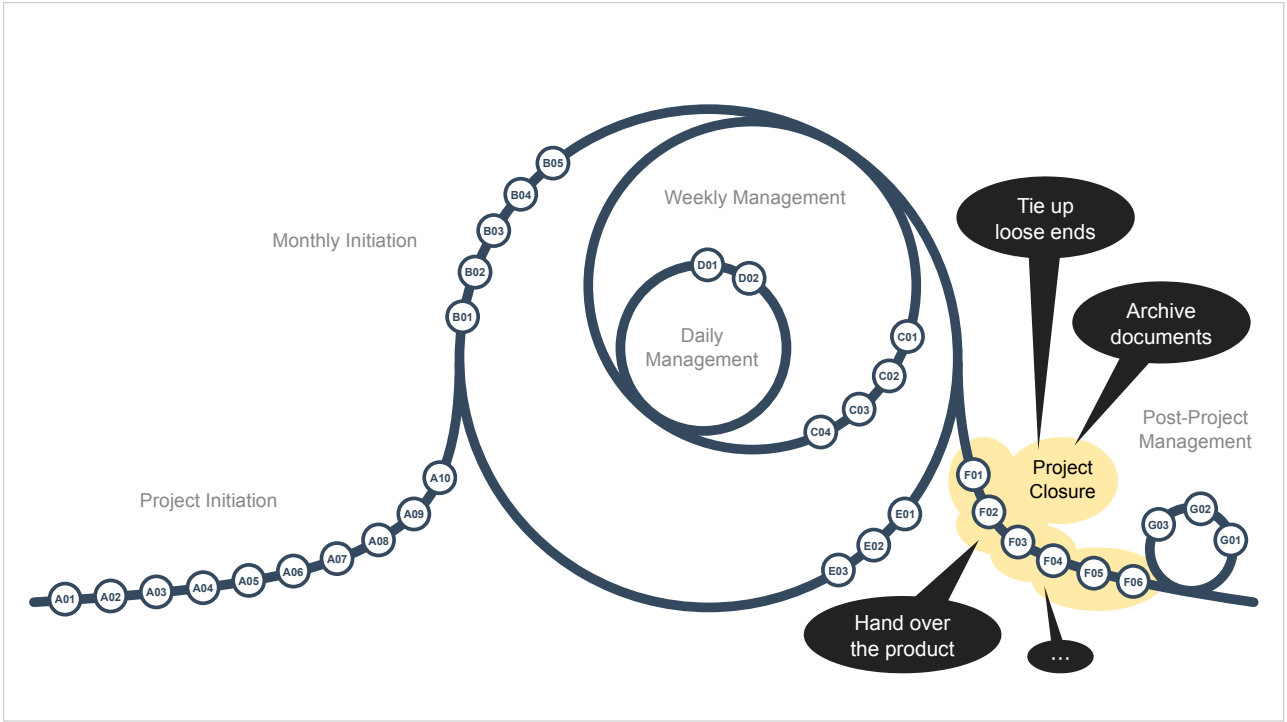 B05
B04
B03
B02
B01
Monthly Initiation
Weekly Management
D01
D02
Daily
Management
C01
C02
C03
C04
Tie up
loose ends
Archive
documents
Post-Project
Management
Project
Closure
A10
A09
A08
A07
A06
A05
A04
A03
A02
A01
Project Initiation
E01
E02
E03
F01
F02
F03
F04
F05
F06
G03
G02
G01
Hand over
the product
…